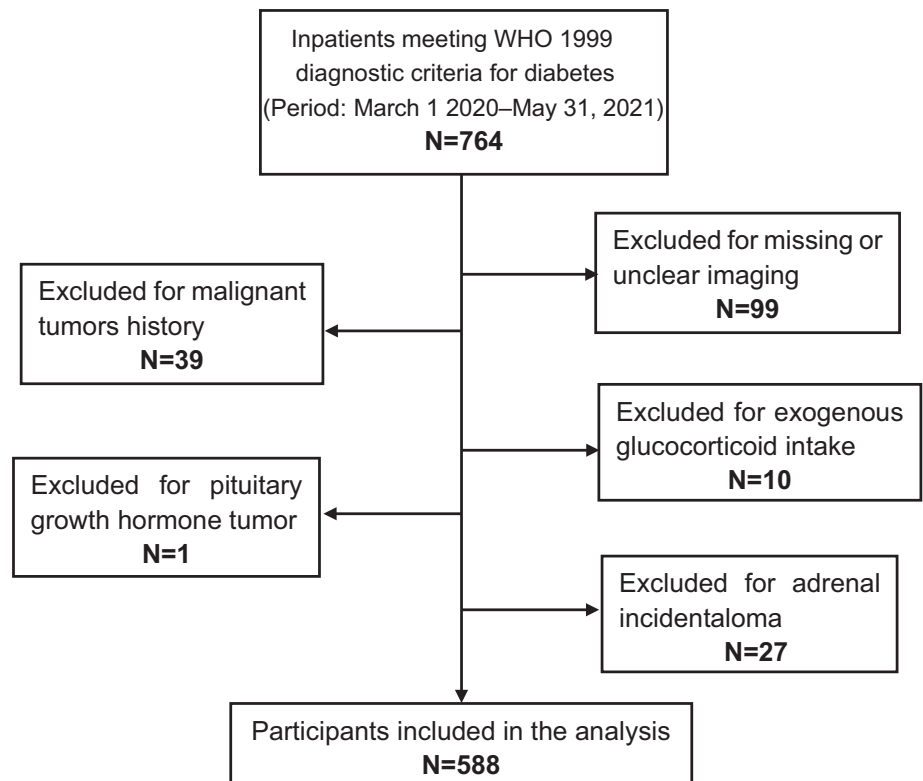 Inpatients meeting WHO 1999
diagnostic criteria for diabetes
(Period: March 1 2020–May 31, 2021)
N=764
Excluded for missing or
unclear imaging
N=99
Excluded for malignant
tumors history
N=39
Excluded for exogenous
glucocorticoid intake
N=10
Excluded for pituitary
growth hormone tumor
N=1
Excluded for adrenal
incidentaloma
N=27
Participants included in the analysis
N=588